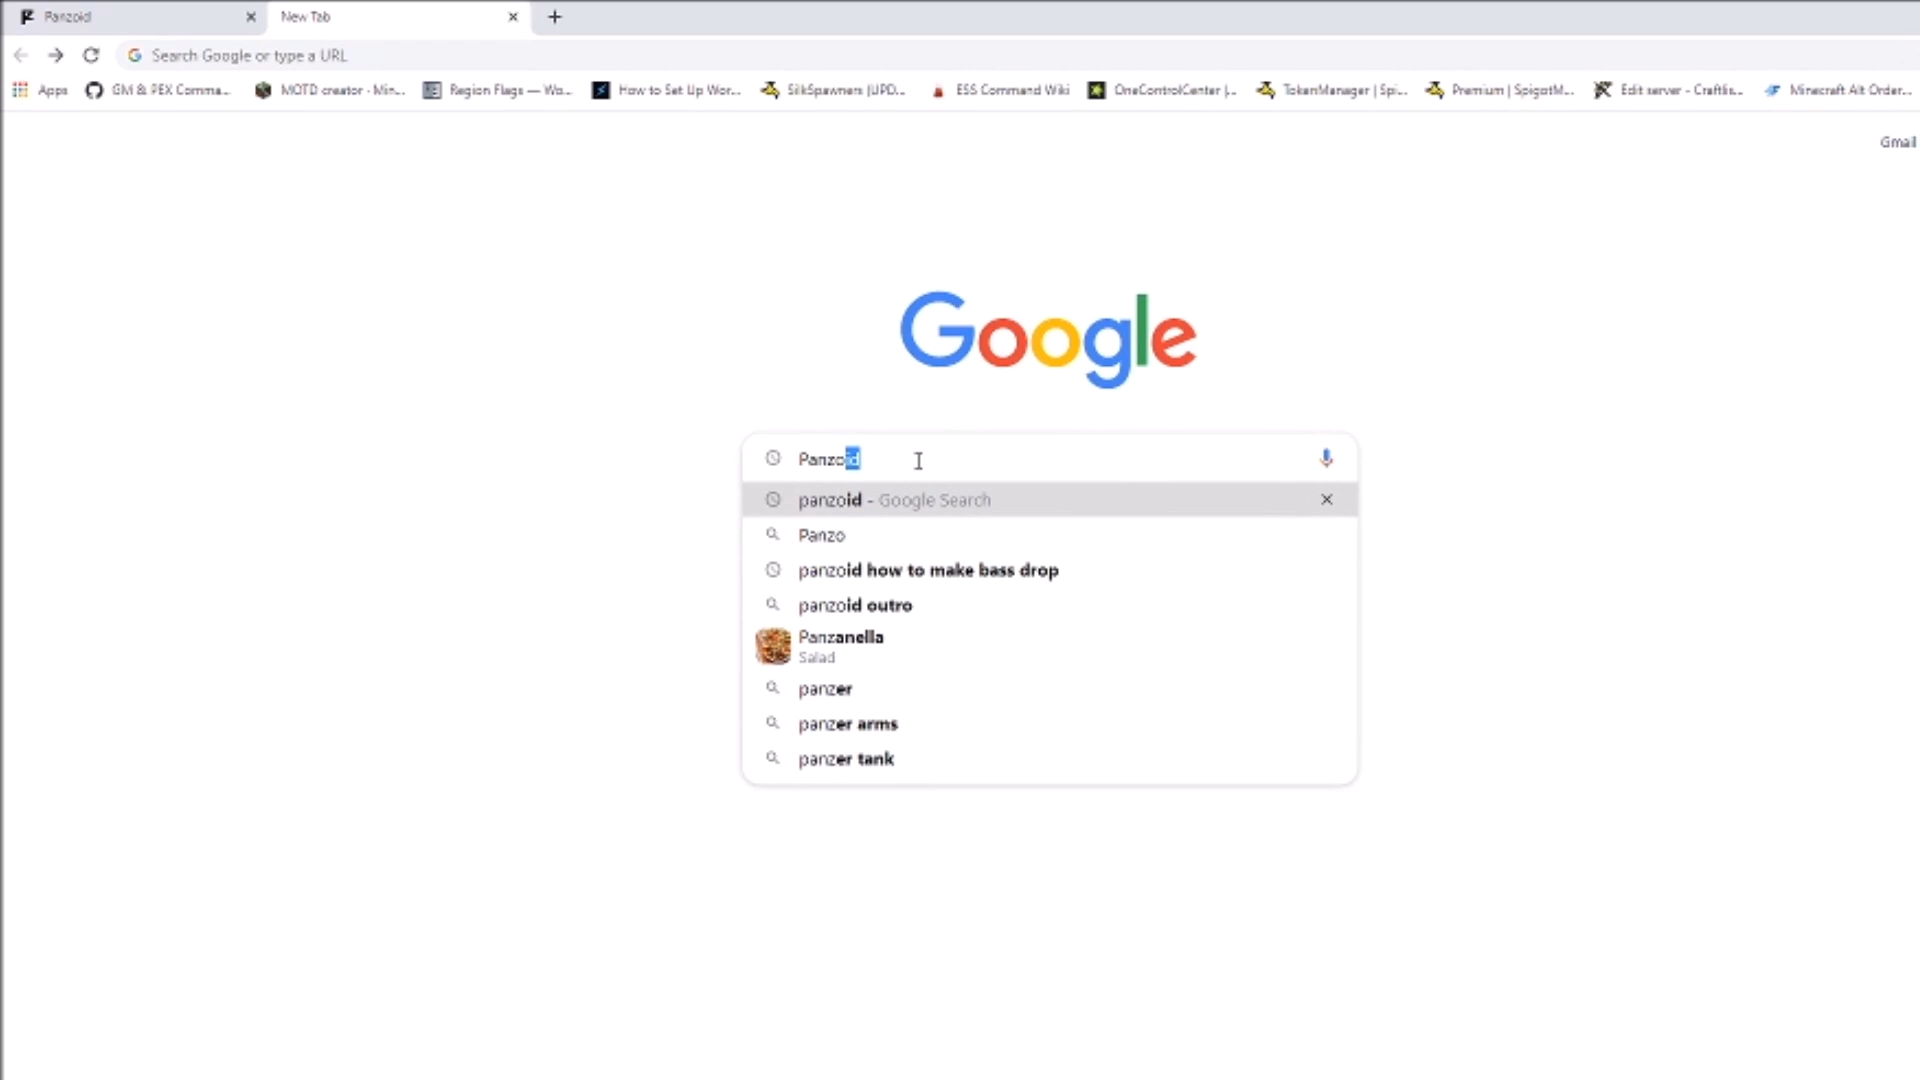 Panzoid
New Tab
Search Google or type a URL
Apps
GM & PEX Comma...
MOTD creator - Min...
Region Flags — Wo...
How to Set Up Wor...
SilkSpawners [UPD...
ESS Command Wiki
OneControlCenter |...
TokenManager | Spi...
Premium | SpigotM...
Edit server - Craftlis...
Minecraft Alt Order...
Gmail
Google
Panzoid
panzoid - Google Search
Panzo
panzoid how to make bass drop
panzoid outro
Panzanella
Salad
panzer
panzer arms
panzer tank